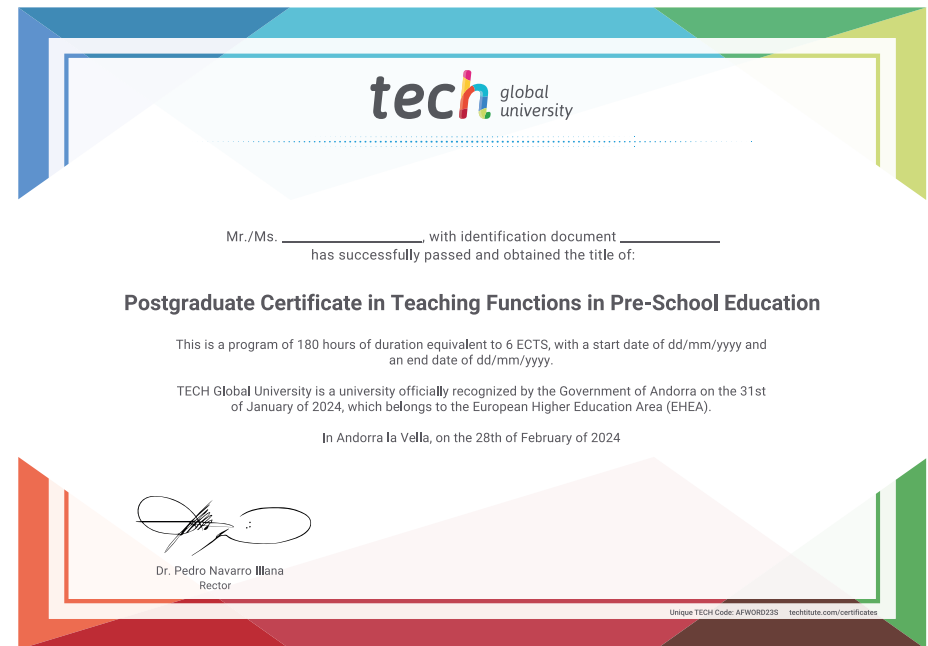 tech global
university
Mr./Ms. ____________________, with identification document ______________
has successfully passed and obtained the title of:
Postgraduate Certificate in Teaching Functions in Pre-School Education
This is a program of 180 hours of duration equivalent to 6 ECTS, with a start date of dd/mm/yyyy and
an end date of dd/mm/yyyy.
TECH Global University is a university officially recognized by the Government of Andorra on the 31st
of January of 2024, which belongs to the European Higher Education Area (EHEA).
In Andorra la Vella, on the 28th of February of 2024
Dr. Pedro Navarro Illana
Rector
Unique TECH Code: AFWORD23S techtitute.com/certificates